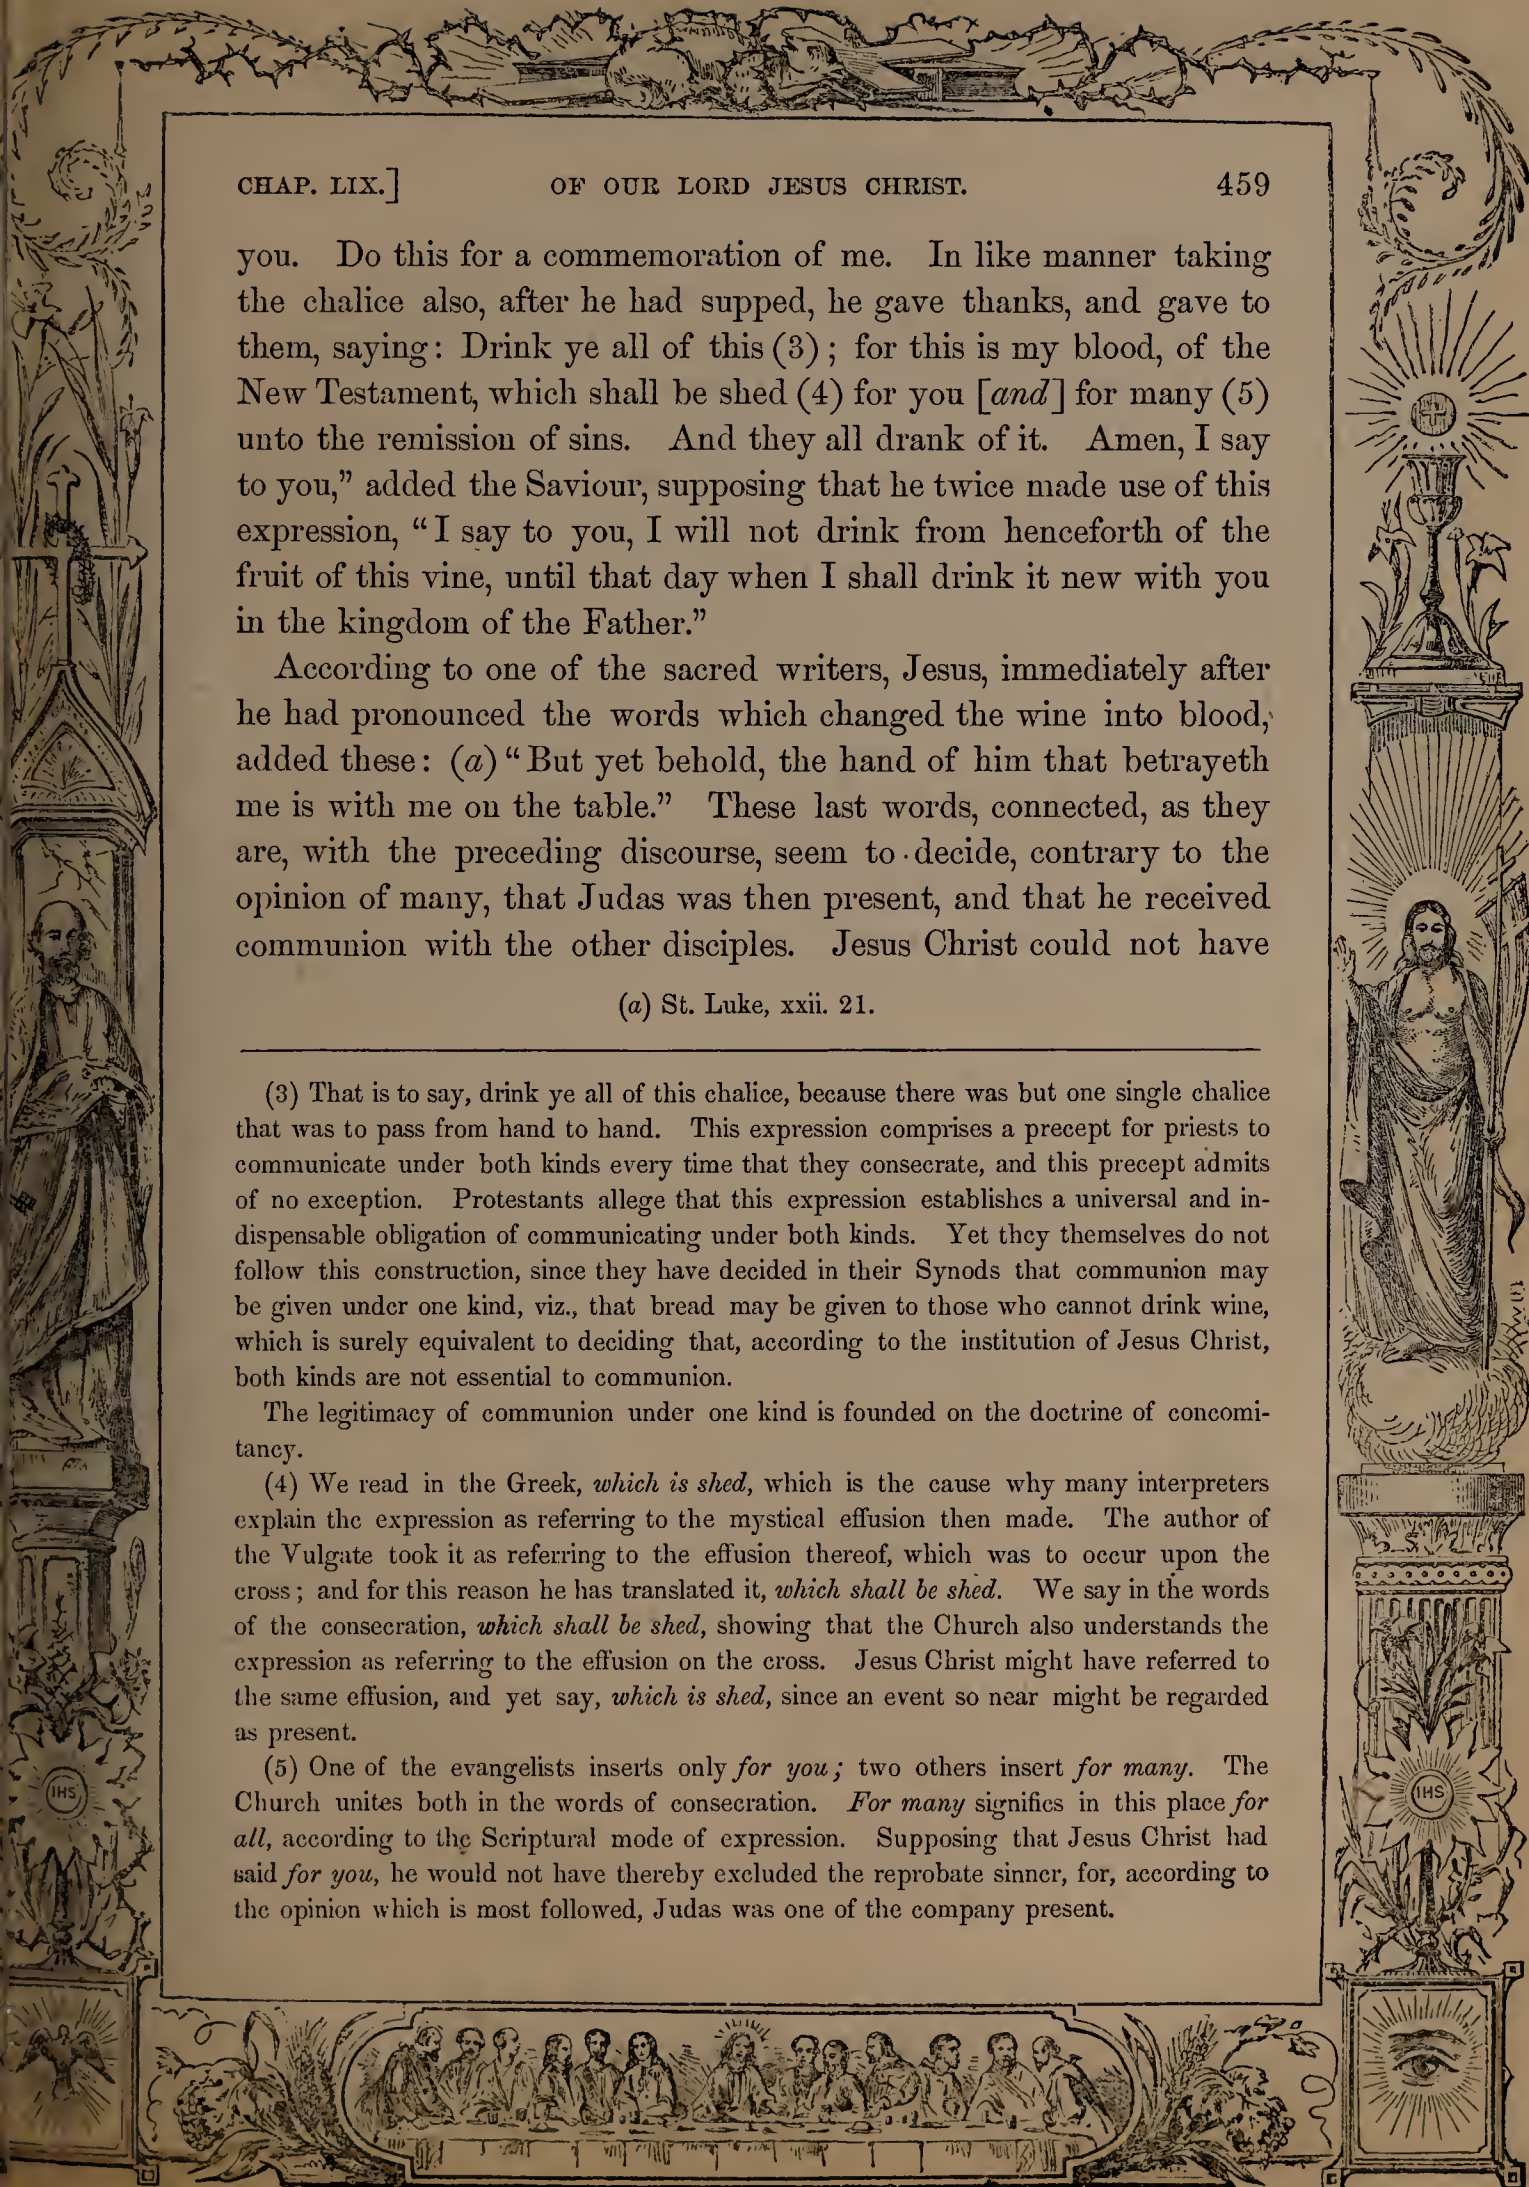 CHAP. LIX.] OF OUR LORD JESUS CHRIST. 459
you. Do this for a commemoration of me. In like manner taking
the chalice also, after he had supped, he gave thanks, and gave to
them, saying: Drink ye all of this (3); for this is my blood, of the
New Testament, which shall be shed (4) for you [and] for many (5)
unto the remission of sins. And they all drank of it. Amen, I say
to you,” added the Saviour, supposing that he twice made use of this
expression, “I say to you, I will not drink from henceforth of the
fruit of this vine, until that day when I shall drink it new with you
in the kingdom of the Father.”
According to one of the sacred writers, Jesus, immediately after
he had pronounced the words which changed the wine into blood,
added these: (a) “But yet behold, the hand of him that betrayeth
me is with me on the table.” These last words, connected, as they
are, with the preceding discourse, seem to decide, contrary to the
opinion of many, that Judas was then present, and that he received
communion with the other disciples. Jesus Christ could not have
(a) St. Luke, xxii. 21.
(3) That is to say, drink ye all of this chalice, because there was but one single chalice
that was to pass from hand to hand. This expression comprises a precept for priests to
communicate under both kinds every time that they consecrate, and this precept admits
of no exception. Protestants allege that this expression establishes a universal and in-
dispensable obligation of communicating under both kinds. Yet they themselves do not
follow this construction, since they have decided in their Synods that communion may
be given under one kind, viz., that bread may be given to those who cannot drink wine,
which is surely equivalent to deciding that, according to the institution of Jesus Christ,
both kinds are not essential to communion.
The legitimacy of communion under one kind is founded on the doctrine of concomi-
tancy.
(4) We read in the Greek, which is shed, which is the cause why many interpreters
explain the expression as referring to the mystical effusion then made. The author of
the Vulgate took it as referring to the effusion thereof, which was to occur upon the
cross; and for this reason he has translated it, which shall be shed. We say in the words
of the consecration, which shall be shed, showing that the Church also understands the
expression as referring to the effusion on the cross. Jesus Christ might have referred to
the same effusion, and yet say, which is shed, since an event so near might be regarded
as present.
(5) One of the evangelists inserts only for you; two others insert for many. The
Church unites both in the words of consecration. For many signifies in this place for
all, according to the Scriptural mode of expression. Supposing that Jesus Christ had
said for you, he would not have thereby excluded the reprobate sinner, for, according to
the opinion which is most followed, Judas was one of the company present.
IHS
IHS